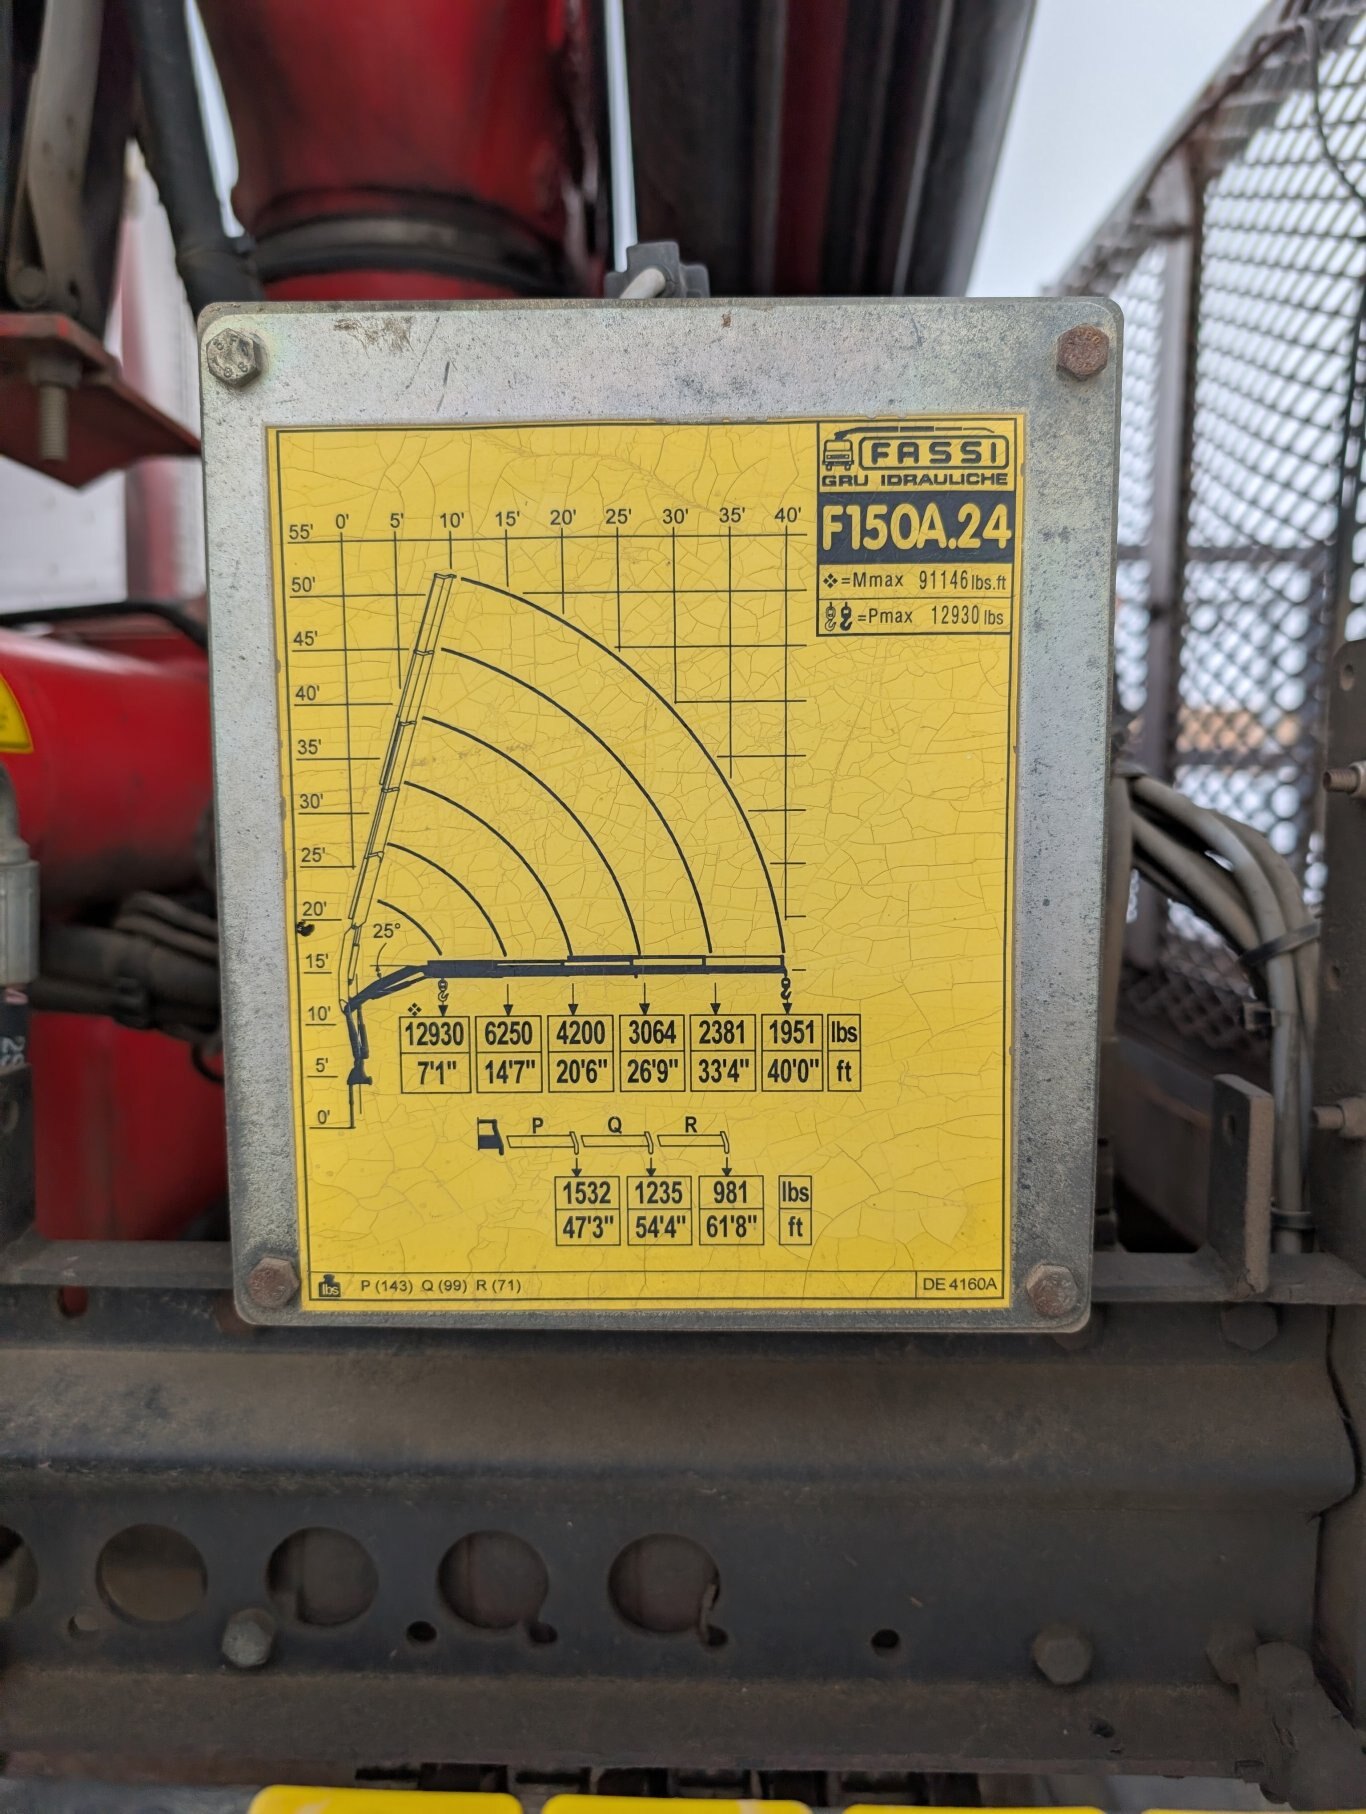 FASSI
GRU IDRAULICHE
F150A.24
❖=Mmax 91146 lbs.ft
=Pmax 12930 lbs
0' 5' 10' 15' 20' 25' 30' 35' 40'
55'
50'
45'
40'
35'
30'
25'
20'
25°
15'
10'
5'
0'
❖
12930 6250 4200 3064 2381 1951 lbs
7'1" 14'7" 20'6" 26'9" 33'4" 40'0" ft
P Q R
1532 1235 981 lbs
47'3" 54'4" 61'8" ft
lbs P (143) Q (99) R (71)
DE 4160A